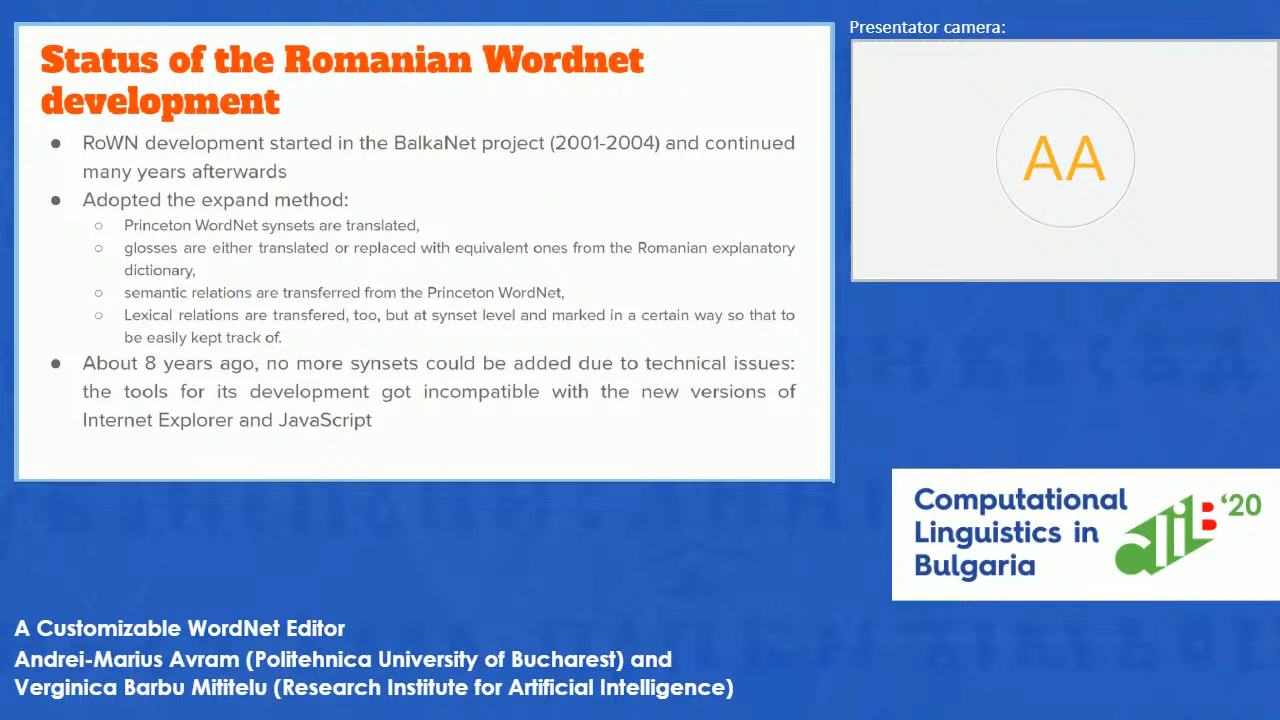 Status of the Romanian Wordnet
development
● RoWN development started in the BalkaNet project (2001-2004) and continued
many years afterwards
● Adopted the expand method:
○ Princeton WordNet synsets are translated,
○ glosses are either translated or replaced with equivalent ones from the Romanian explanatory
dictionary,
○ semantic relations are transferred from the Princeton WordNet,
○ Lexical relations are transfered, too, but at synset level and marked in a certain way so that to
be easily kept track of.
● About 8 years ago, no more synsets could be added due to technical issues:
the tools for its development got incompatible with the new versions of
Internet Explorer and JavaScript
Presentator camera:
AA
Computational
Linguistics in
Bulgaria
clIB '20
A Customizable WordNet Editor
Andrei-Marius Avram (Politehnica University of Bucharest) and
Verginica Barbu Mititelu (Research Institute for Artificial Intelligence)